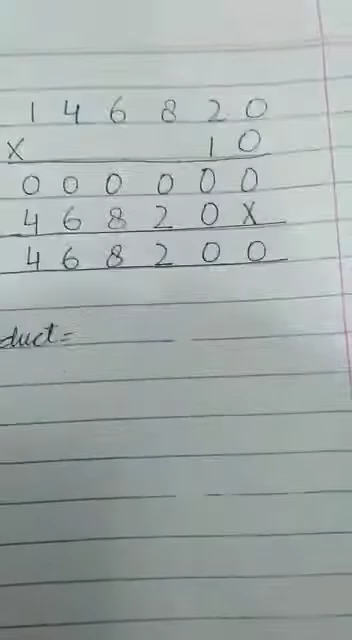 1 4 6 8 2 0
x 1 0
0 0 0 0 0 0
4 6 8 2 0 x
4 6 8 2 0 0
duct=